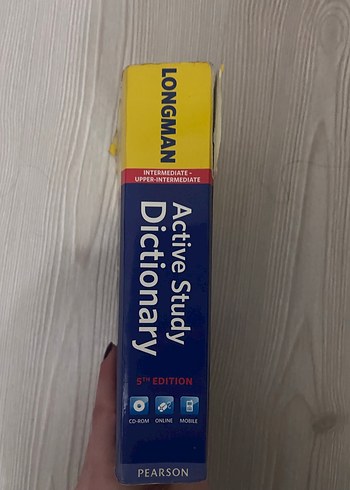 LONGMAN
INTERMEDIATE -
UPPER-INTERMEDIATE
Active Study
Dictionary
5TH EDITION
CD-ROM ONLINE MOBILE
PEARSON